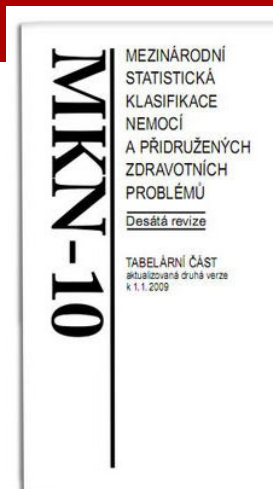 MKN-10
MEZINÁRODNÍ
STATISTICKÁ
KLASIFIKACE
NEMOCÍ
A PŘIDRUŽENÝCH
ZDRAVOTNÍCH
PROBLÉMŮ
Desátá revize
TABELÁRNÍ ČÁST
aktualizovaná druhá verze
k 1. 1. 2009